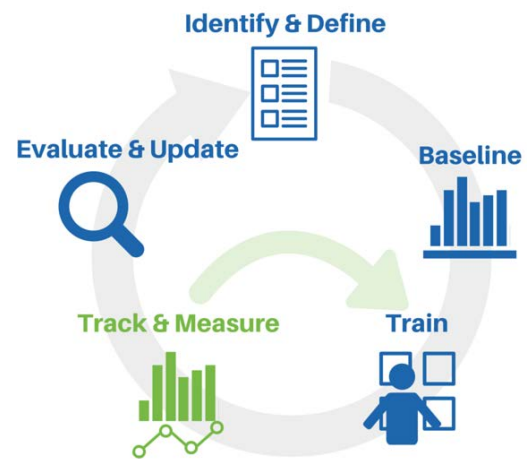 Identify & Define
Evaluate & Update
Baseline
Track & Measure
Train